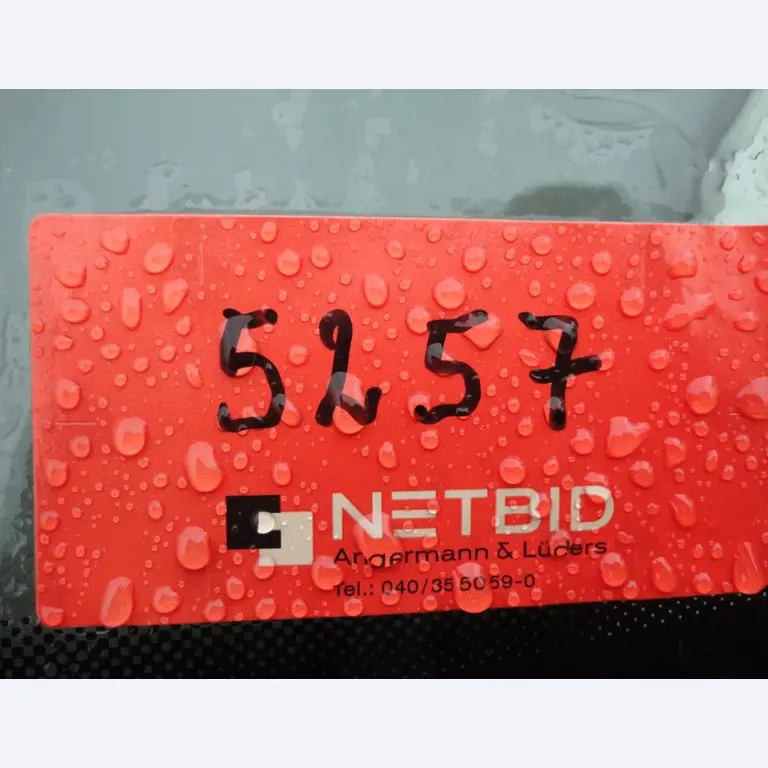 5257
NETBID
Angermann & Lüders
Tel.: 040/35 50 59-0